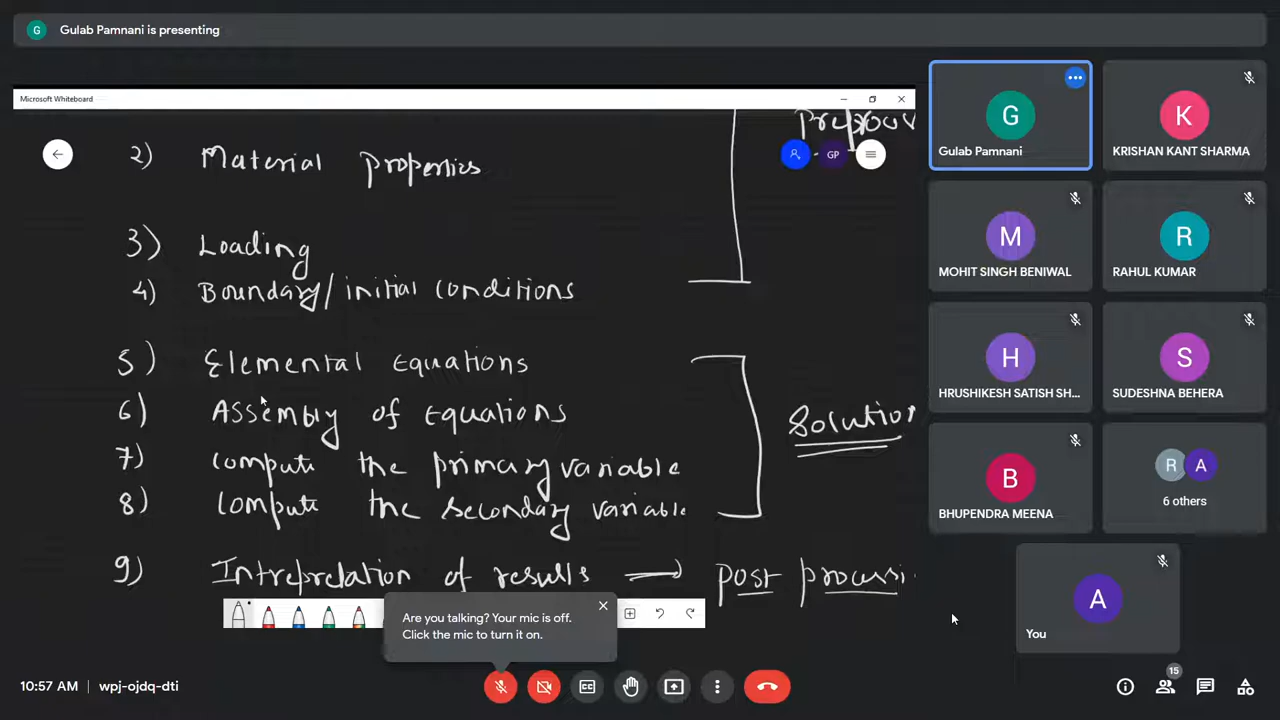 G Gulab Pamnani is presenting
Microsoft Whiteboard
GP
2) Material properties
3) Loading
4) Boundary/initial conditions
5) Elemental Equations
6) Assembly of Equations
Solution
7) compute the primary variable
8) compute the secondary variable
9) Intrepretation of results → post processi
Are you talking? Your mic is off.
Click the mic to turn it on.
G
Gulab Pamnani
K
KRISHAN KANT SHARMA
M
MOHIT SINGH BENIWAL
R
RAHUL KUMAR
H
HRUSHIKESH SATISH SH...
S
SUDESHNA BEHERA
B
BHUPENDRA MEENA
R A
6 others
A
You
10:57 AM wpj-ojdq-dti
15